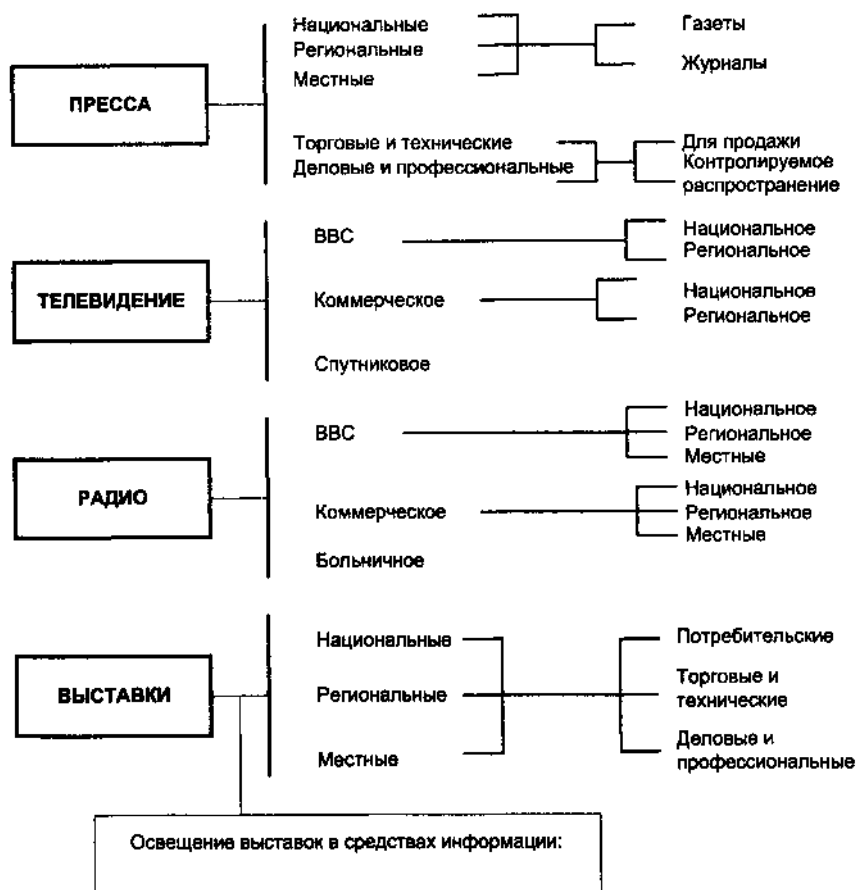 Национальные
Региональные
Местные
Газеты
Журналы
ПРЕССА
Торговые и технические
Деловые и профессиональные
Для продажи
Контролируемое
распространение
ТЕЛЕВИДЕНИЕ
BBC
Национальное
Региональное
Коммерческое
Национальное
Региональное
Спутниковое
РАДИО
BBC
Национальное
Региональное
Местные
Коммерческое
Национальное
Региональное
Местные
Больничное
ВЫСТАВКИ
Национальные
Региональные
Местные
Потребительские
Торговые и
технические
Деловые и
профессиональные
Освещение выставок в средствах информации: